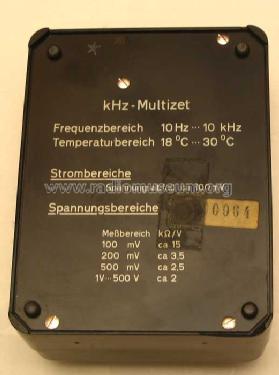 kHz-Multizet
Frequenzbereich 10 Hz ··· 10 kHz
Temperaturbereich 18 °C ··· 30 °C
Strombereiche
Spannungsbereiche
0964
Meßbereich kΩ/V
100 mV ca 15
200 mV ca 3,5
500 mV ca 2,5
1V ··· 500 V ca 2